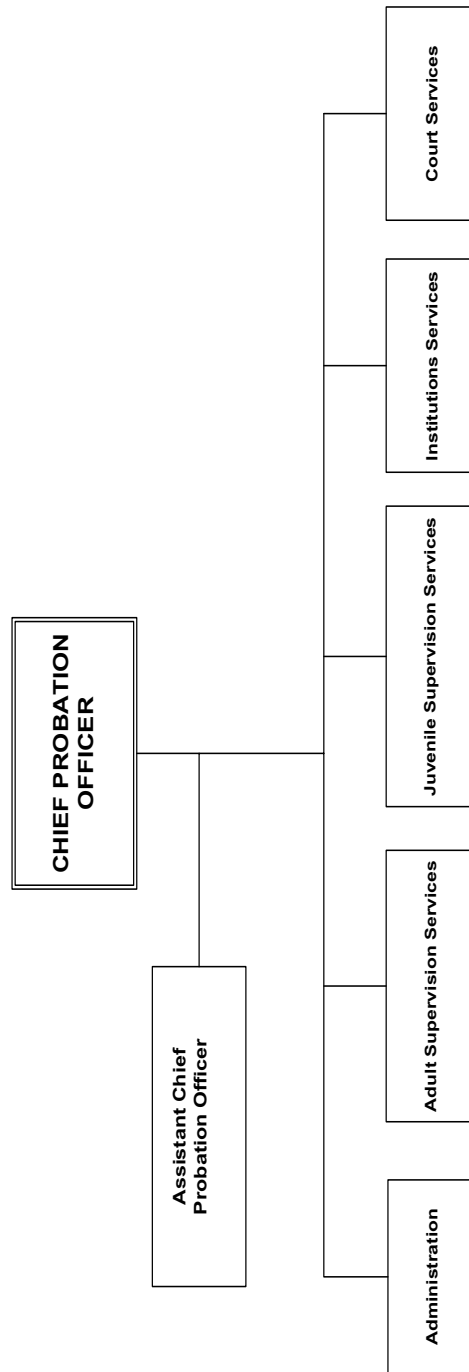 CHIEF PROBATION
OFFICER
Assistant Chief
Probation Officer
Administration
Adult Supervision Services
Juvenile Supervision Services
Institutions Services
Court Services